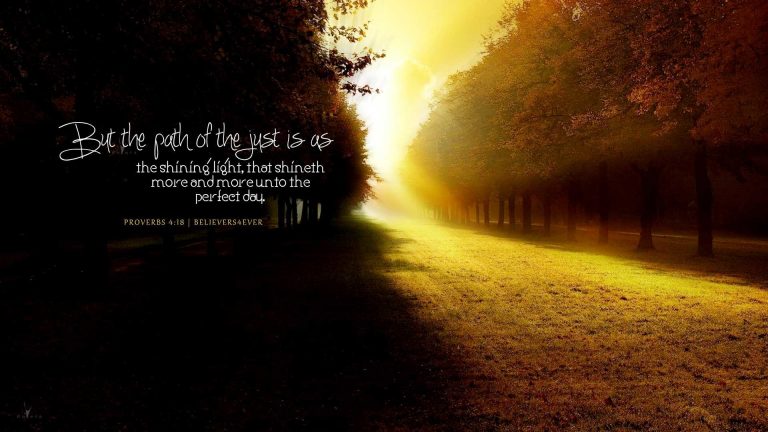 But the path of the just is as
the shining light, that shineth
more and more unto the
perfect day.
PROVERBS 4:18 | BELIEVERS4EVER